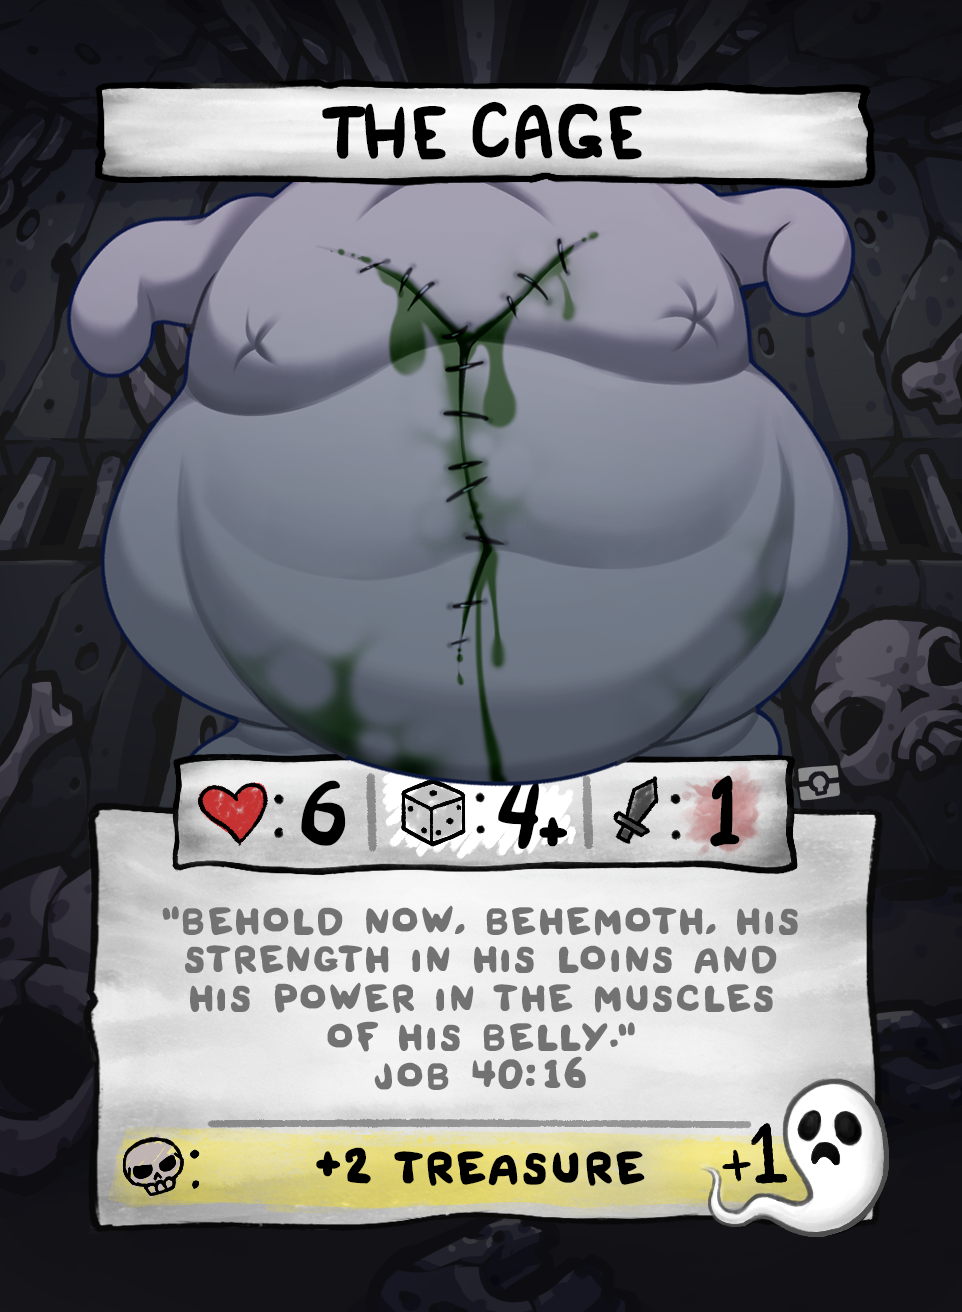 THE CAGE
: 6 : 4+ : 1
"BEHOLD NOW, BEHEMOTH, HIS
STRENGTH IN HIS LOINS AND
HIS POWER IN THE MUSCLES
OF HIS BELLY."
JOB 40:16
: +2 TREASURE +1